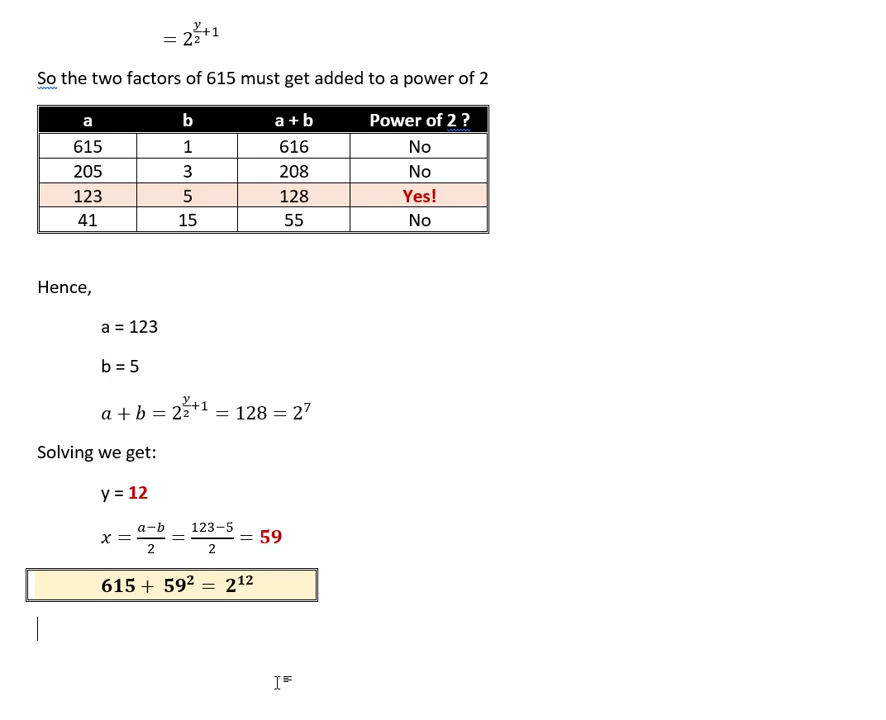 = 2^(y/2+1)
So the two factors of 615 must get added to a power of 2
a b a + b Power of 2 ?
615 1 616 No
205 3 208 No
123 5 128 Yes!
41 15 55 No
Hence,
a = 123
b = 5
a + b = 2^(y/2+1) = 128 = 2⁷
Solving we get:
y = 12
x = (a−b)/2 = (123−5)/2 = 59
615 + 59² = 2¹²